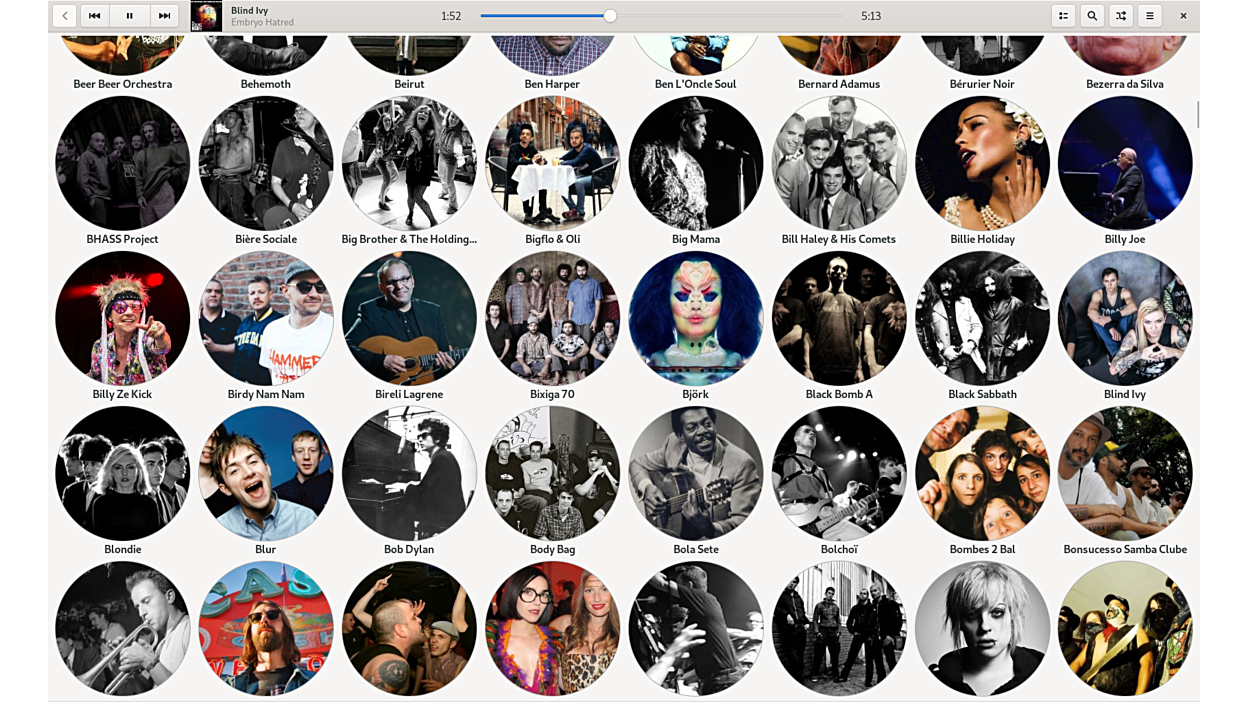 Blind Ivy
Embryo Hatred
1:52
5:13
Beer Beer Orchestra
Behemoth
Beirut
Ben Harper
Ben L'Oncle Soul
Bernard Adamus
Bérurier Noir
Bezerra da Silva
BHASS Project
Bière Sociale
Big Brother & The Holding...
Bigflo & Oli
Big Mama
Bill Haley & His Comets
Billie Holiday
Billy Joe
Billy Ze Kick
Birdy Nam Nam
Bireli Lagrene
Bixiga 70
Björk
Black Bomb A
Black Sabbath
Blind Ivy
Blondie
Blur
Bob Dylan
Body Bag
Bola Sete
Bolchoï
Bombes 2 Bal
Bonsucesso Samba Clube